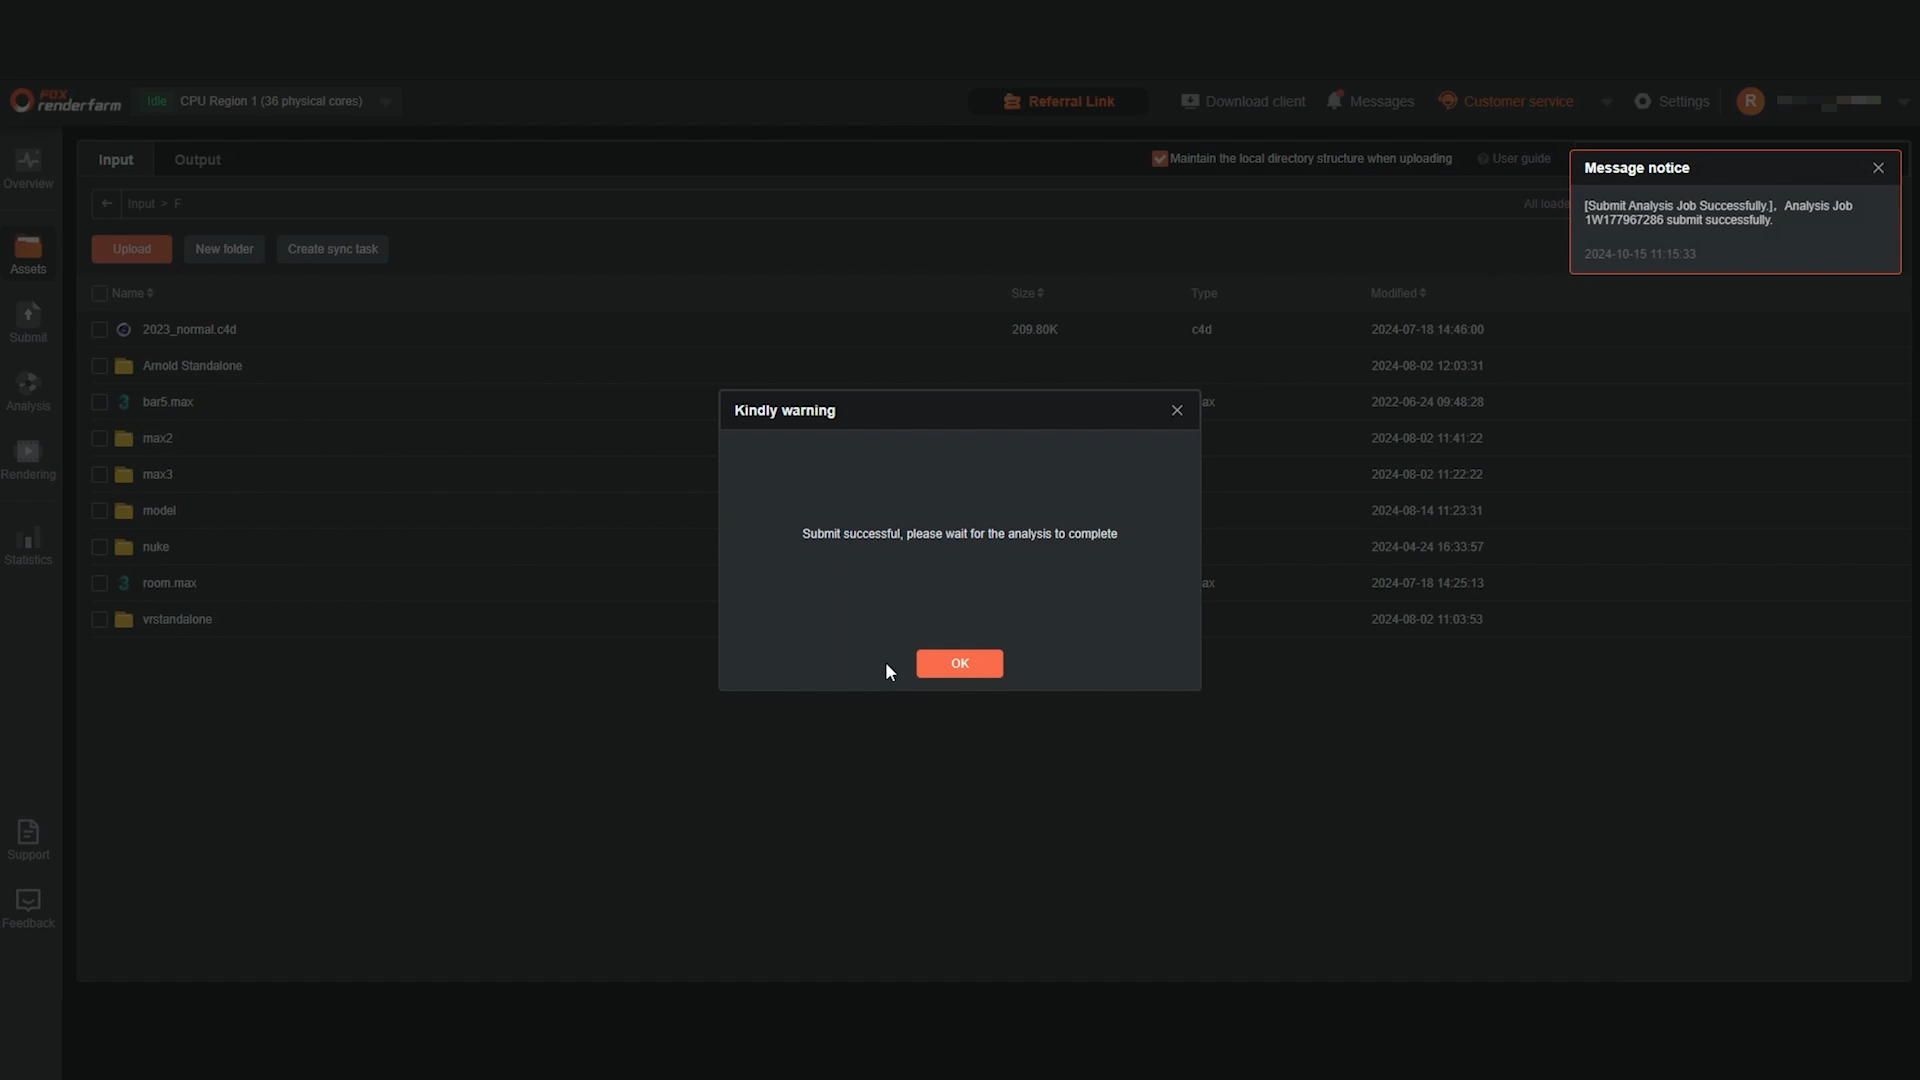 FOX renderfarm
Idle CPU Region 1 (36 physical cores)
Referral Link
Download client
Messages
Customer service
Settings
R
Overview
Assets
Submit
Analysis
Rendering
Statistics
Support
Feedback
Input Output
Maintain the local directory structure when uploading
User guide
Input > F
All loade
Upload New folder Create sync task
Name Size Type Modified
2023_normal.c4d 209.80K c4d 2024-07-18 14:46:00
Arnold Standalone 2024-08-02 12:03:31
3 bar5.max ax 2022-06-24 09:48:28
max2 2024-08-02 11:41:22
max3 2024-08-02 11:22:22
model 2024-08-14 11:23:31
nuke 2024-04-24 16:33:57
3 room.max ax 2024-07-18 14:25:13
vrstandalone 2024-08-02 11:03:53
Message notice
[Submit Analysis Job Successfully.], Analysis Job
1W177967286 submit successfully.
2024-10-15 11:15:33
Kindly warning
Submit successful, please wait for the analysis to complete
OK